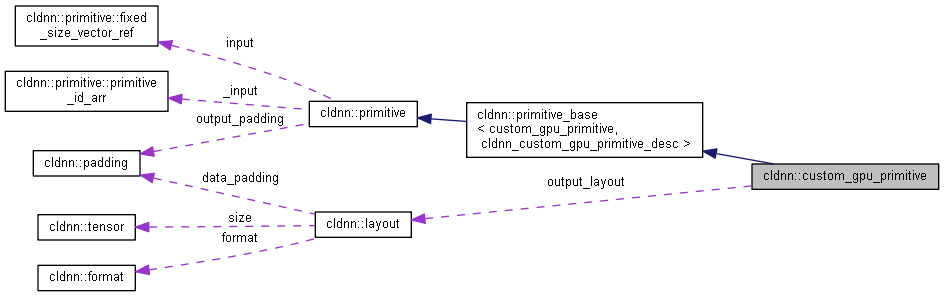 cldnn::primitive::fixed
_size_vector_ref
input
cldnn::primitive::primitive
_id_arr
_input
output_padding
cldnn::primitive
cldnn::primitive_base
< custom_gpu_primitive,
cldnn_custom_gpu_primitive_desc >
cldnn::padding
data_padding
output_layout
cldnn::custom_gpu_primitive
cldnn::tensor
size
cldnn::layout
format
cldnn::format